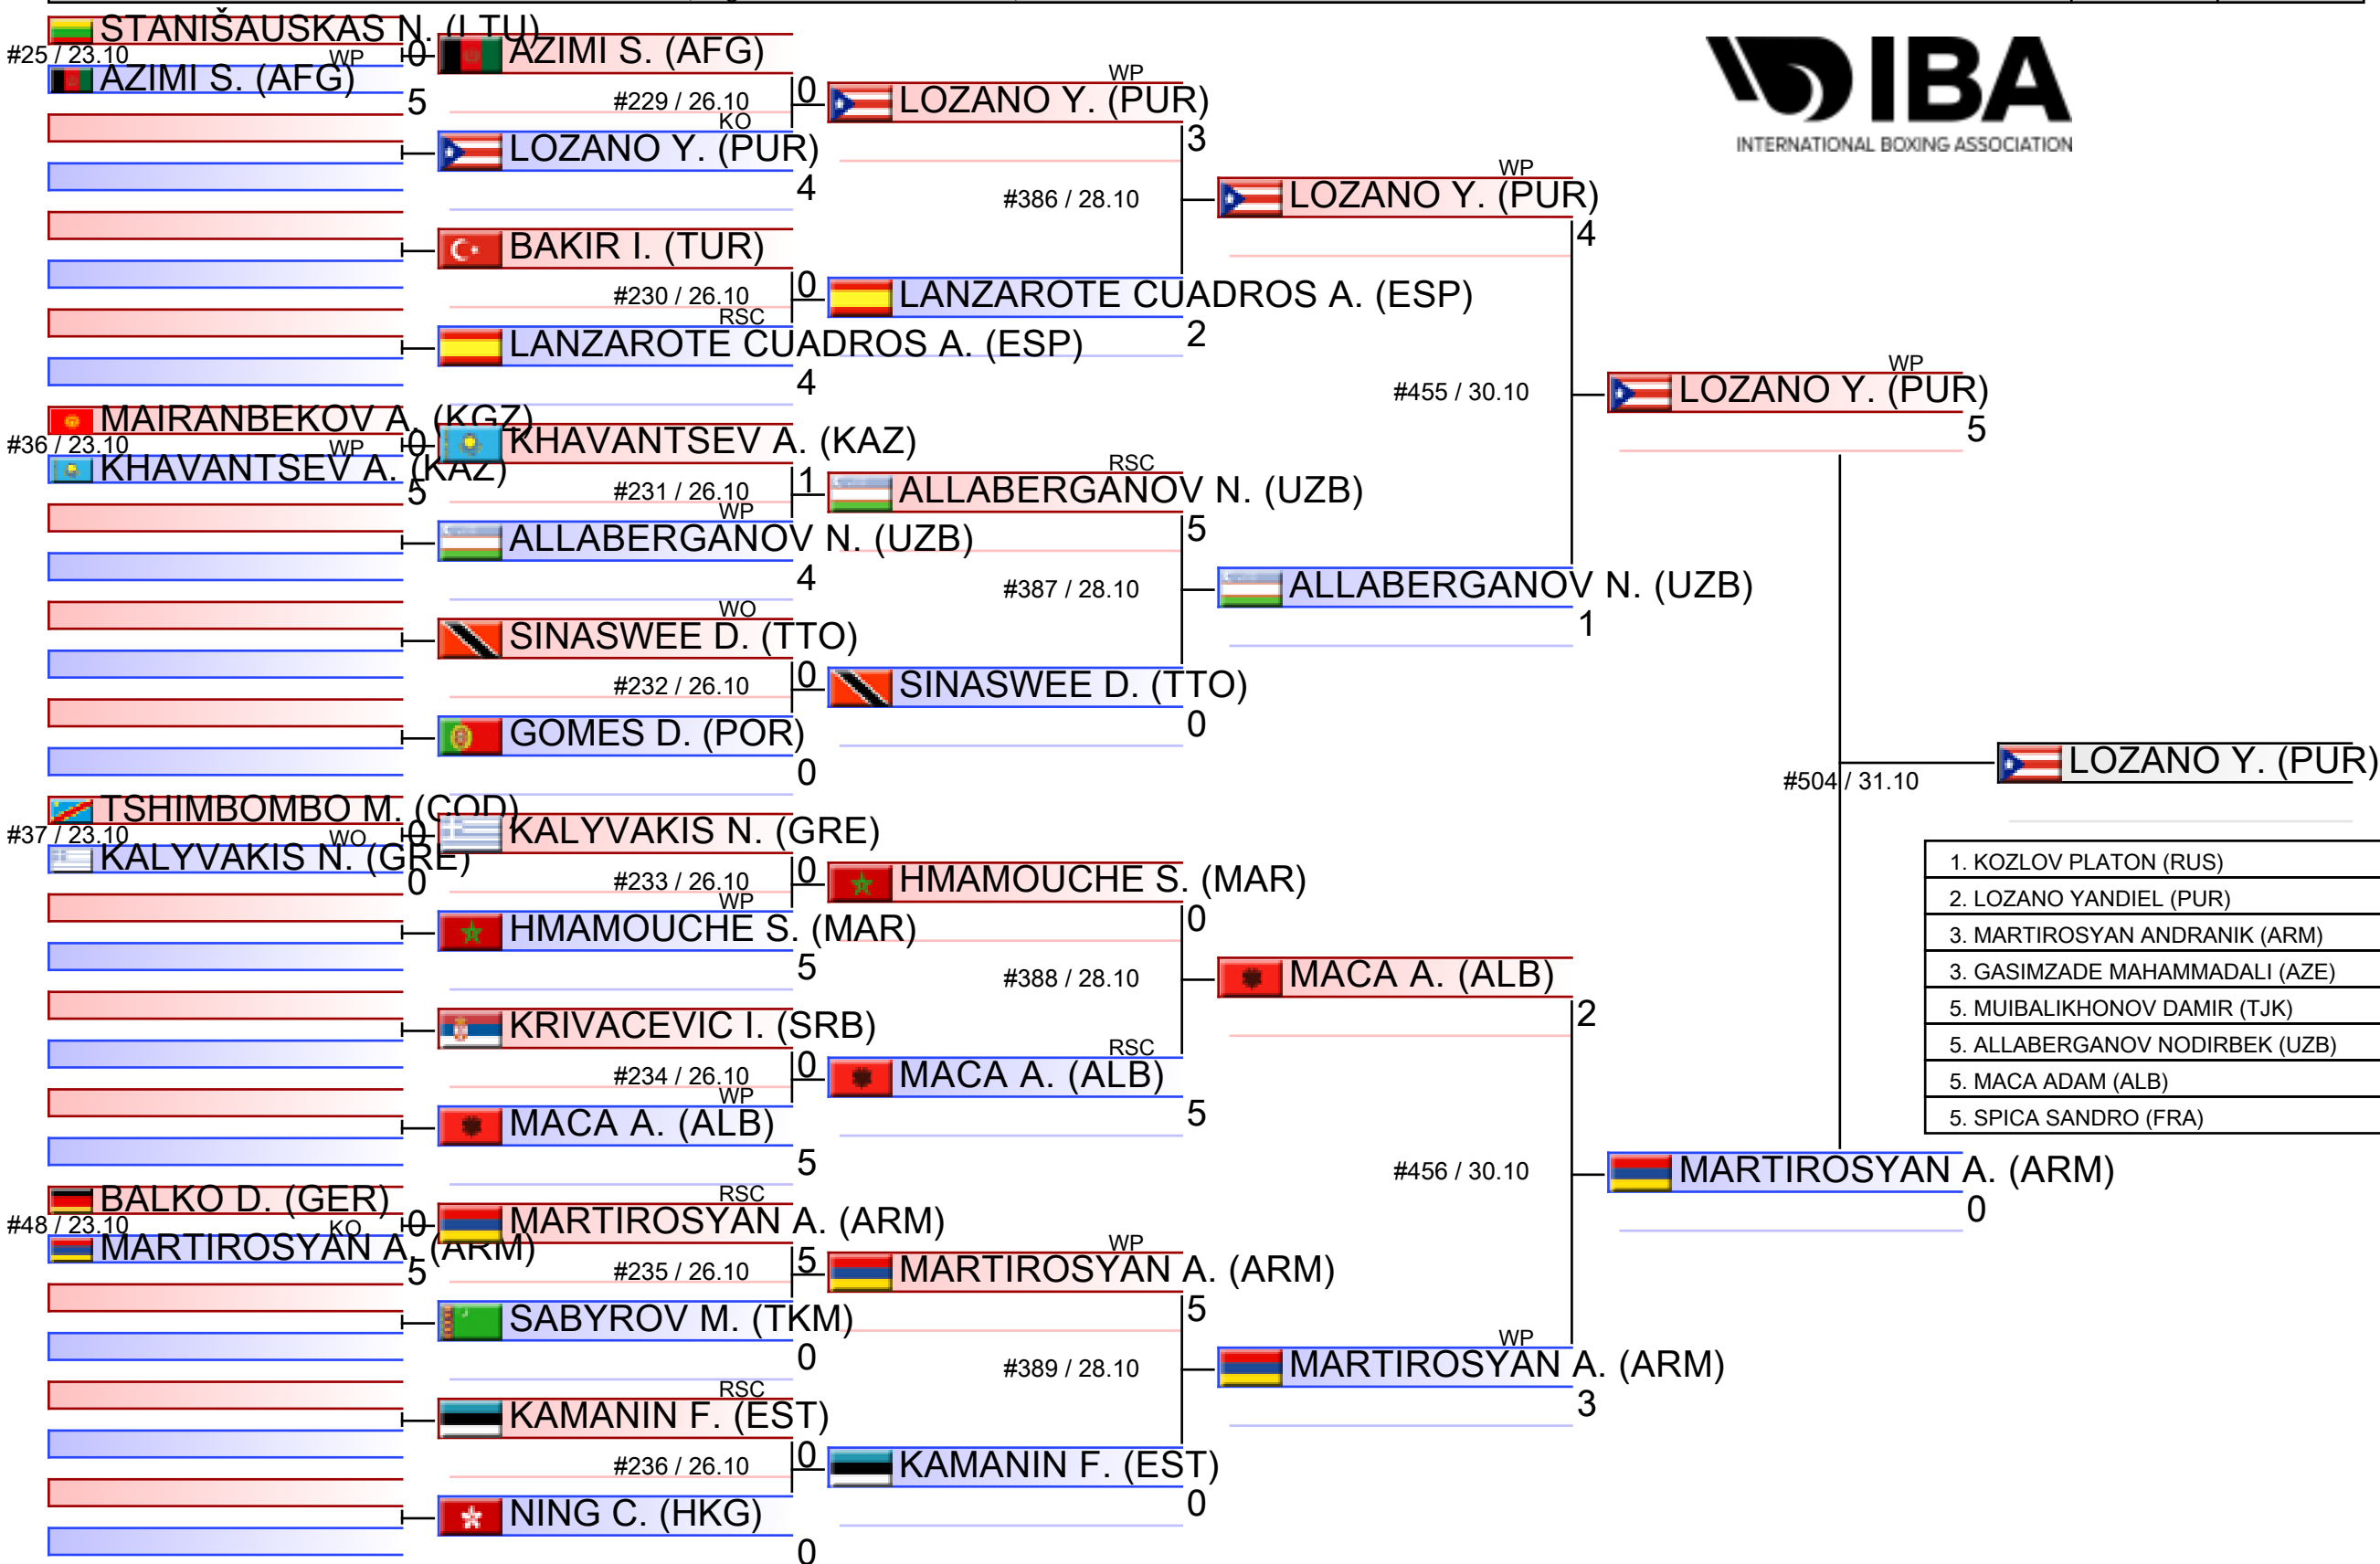 STANIŠAUSKAS N. (LTU)
#25 / 23.10
WP
0
AZIMI S. (AFG)
5
MAIRANBEKOV A. (KGZ)
#36 / 23.10
WP
0
KHAVANTSEV A. (KAZ)
5
TSHIMBOMBO M. (COD)
#37 / 23.10
WO
0
KALYVAKIS N. (GRE)
0
BALKO D. (GER)
#48 / 23.10
KO
0
MARTIROSYAN A. (ARM)
5
AZIMI S. (AFG)
0
#229 / 26.10
KO
LOZANO Y. (PUR)
4
BAKIR I. (TUR)
0
#230 / 26.10
RSC
LANZAROTE CUADROS A. (ESP)
4
KHAVANTSEV A. (KAZ)
1
#231 / 26.10
WP
ALLABERGANOV N. (UZB)
4
WO
SINASWEE D. (TTO)
0
#232 / 26.10
GOMES D. (POR)
0
KALYVAKIS N. (GRE)
0
#233 / 26.10
WP
HMAMOUCHE S. (MAR)
5
KRIVACEVIC I. (SRB)
0
#234 / 26.10
WP
MACA A. (ALB)
5
RSC
MARTIROSYAN A. (ARM)
5
#235 / 26.10
SABYROV M. (TKM)
0
RSC
KAMANIN F. (EST)
0
#236 / 26.10
NING C. (HKG)
0
WP
LOZANO Y. (PUR)
3
#386 / 28.10
LANZAROTE CUADROS A. (ESP)
2
RSC
ALLABERGANOV N. (UZB)
5
#387 / 28.10
SINASWEE D. (TTO)
0
HMAMOUCHE S. (MAR)
0
#388 / 28.10
RSC
MACA A. (ALB)
5
WP
MARTIROSYAN A. (ARM)
5
#389 / 28.10
KAMANIN F. (EST)
0
WP
LOZANO Y. (PUR)
4
#455 / 30.10
ALLABERGANOV N. (UZB)
1
MACA A. (ALB)
2
#456 / 30.10
WP
MARTIROSYAN A. (ARM)
3
WP
LOZANO Y. (PUR)
5
#504 / 31.10
MARTIROSYAN A. (ARM)
0
LOZANO Y. (PUR)
IBA
INTERNATIONAL BOXING ASSOCIATION
1. KOZLOV PLATON (RUS)
2. LOZANO YANDIEL (PUR)
3. MARTIROSYAN ANDRANIK (ARM)
3. GASIMZADE MAHAMMADALI (AZE)
5. MUIBALIKHONOV DAMIR (TJK)
5. ALLABERGANOV NODIRBEK (UZB)
5. MACA ADAM (ALB)
5. SPICA SANDRO (FRA)